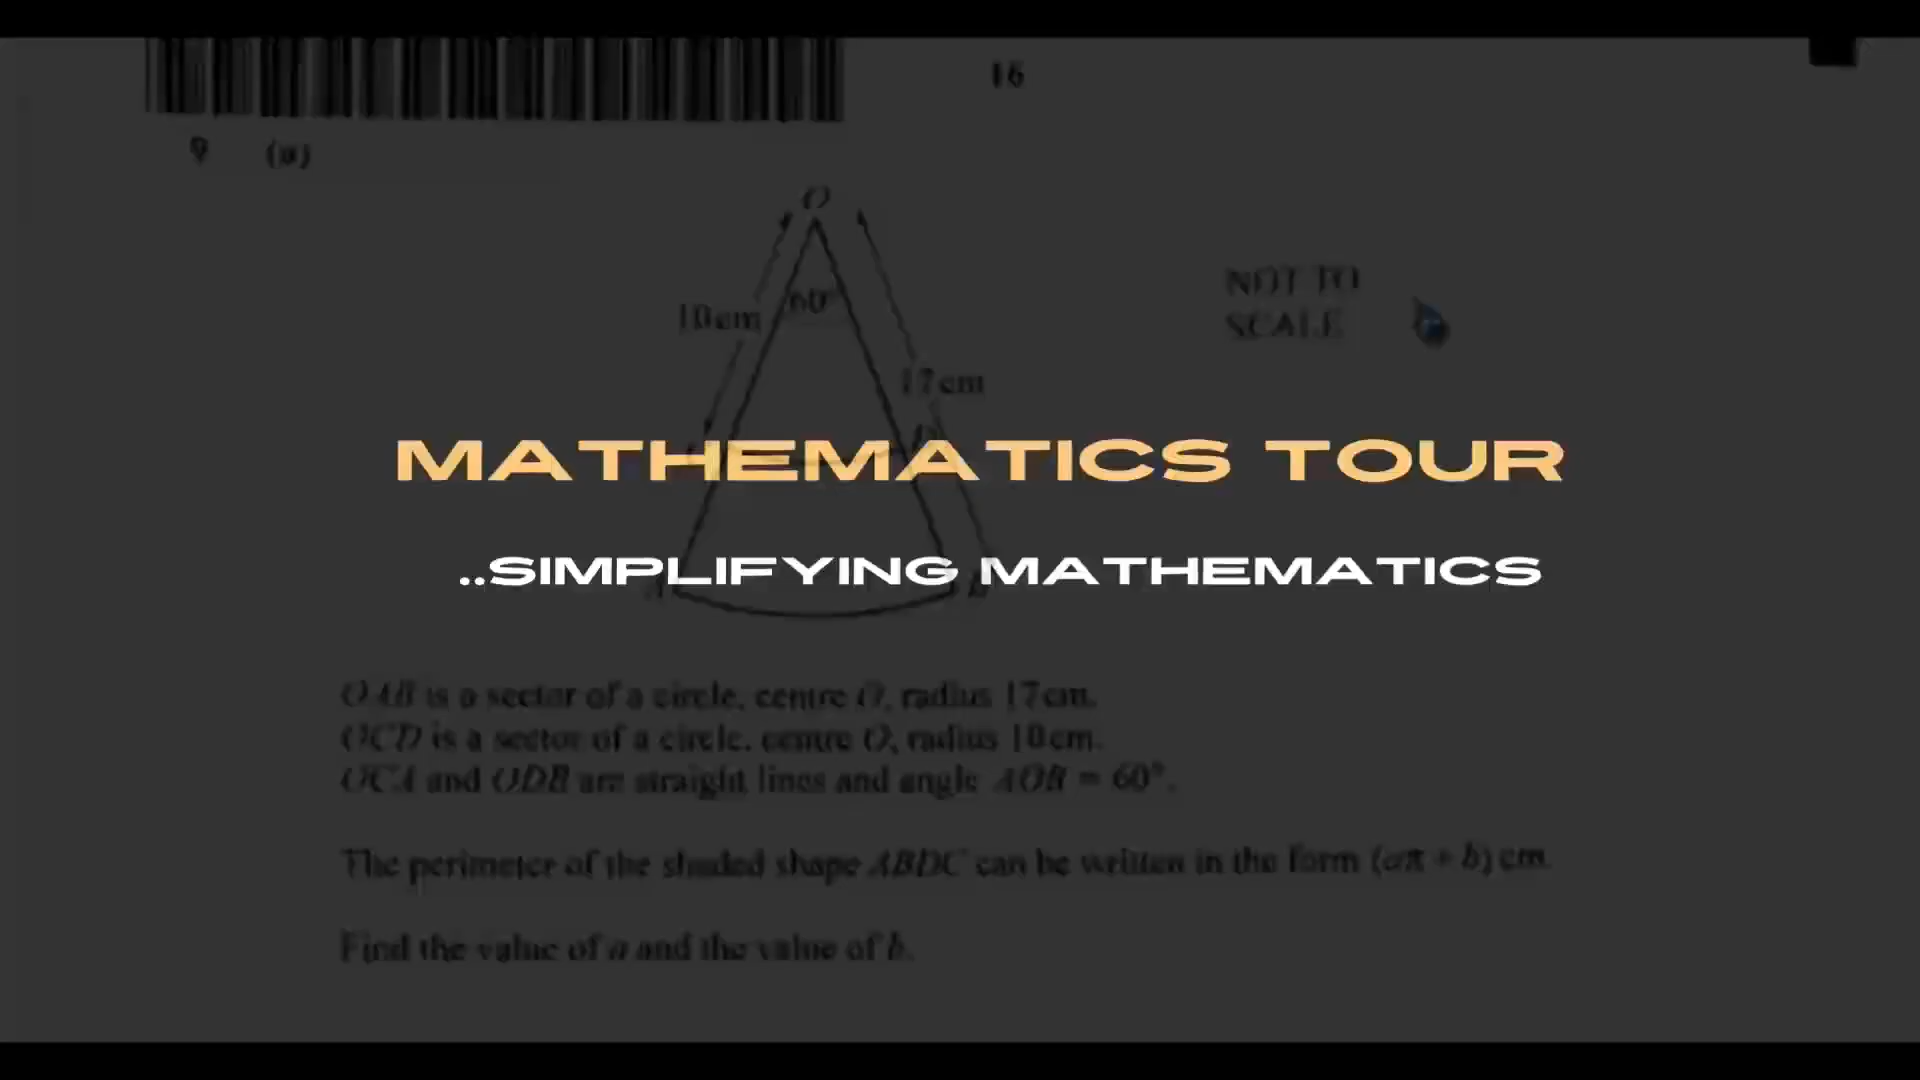 16
9 (a)
O
60°
10cm
NOT TO
SCALE
17cm
D
MATHEMATICS TOUR
..SIMPLIFYING MATHEMATICS
A
B
OAB is a sector of a circle, centre O, radius 17cm.
OCD is a sector of a circle, centre O, radius 10cm.
OCA and ODB are straight lines and angle AOB = 60°.
The perimeter of the shaded shape ABDC can be written in the form (aπ + b) cm.
Find the value of a and the value of b.